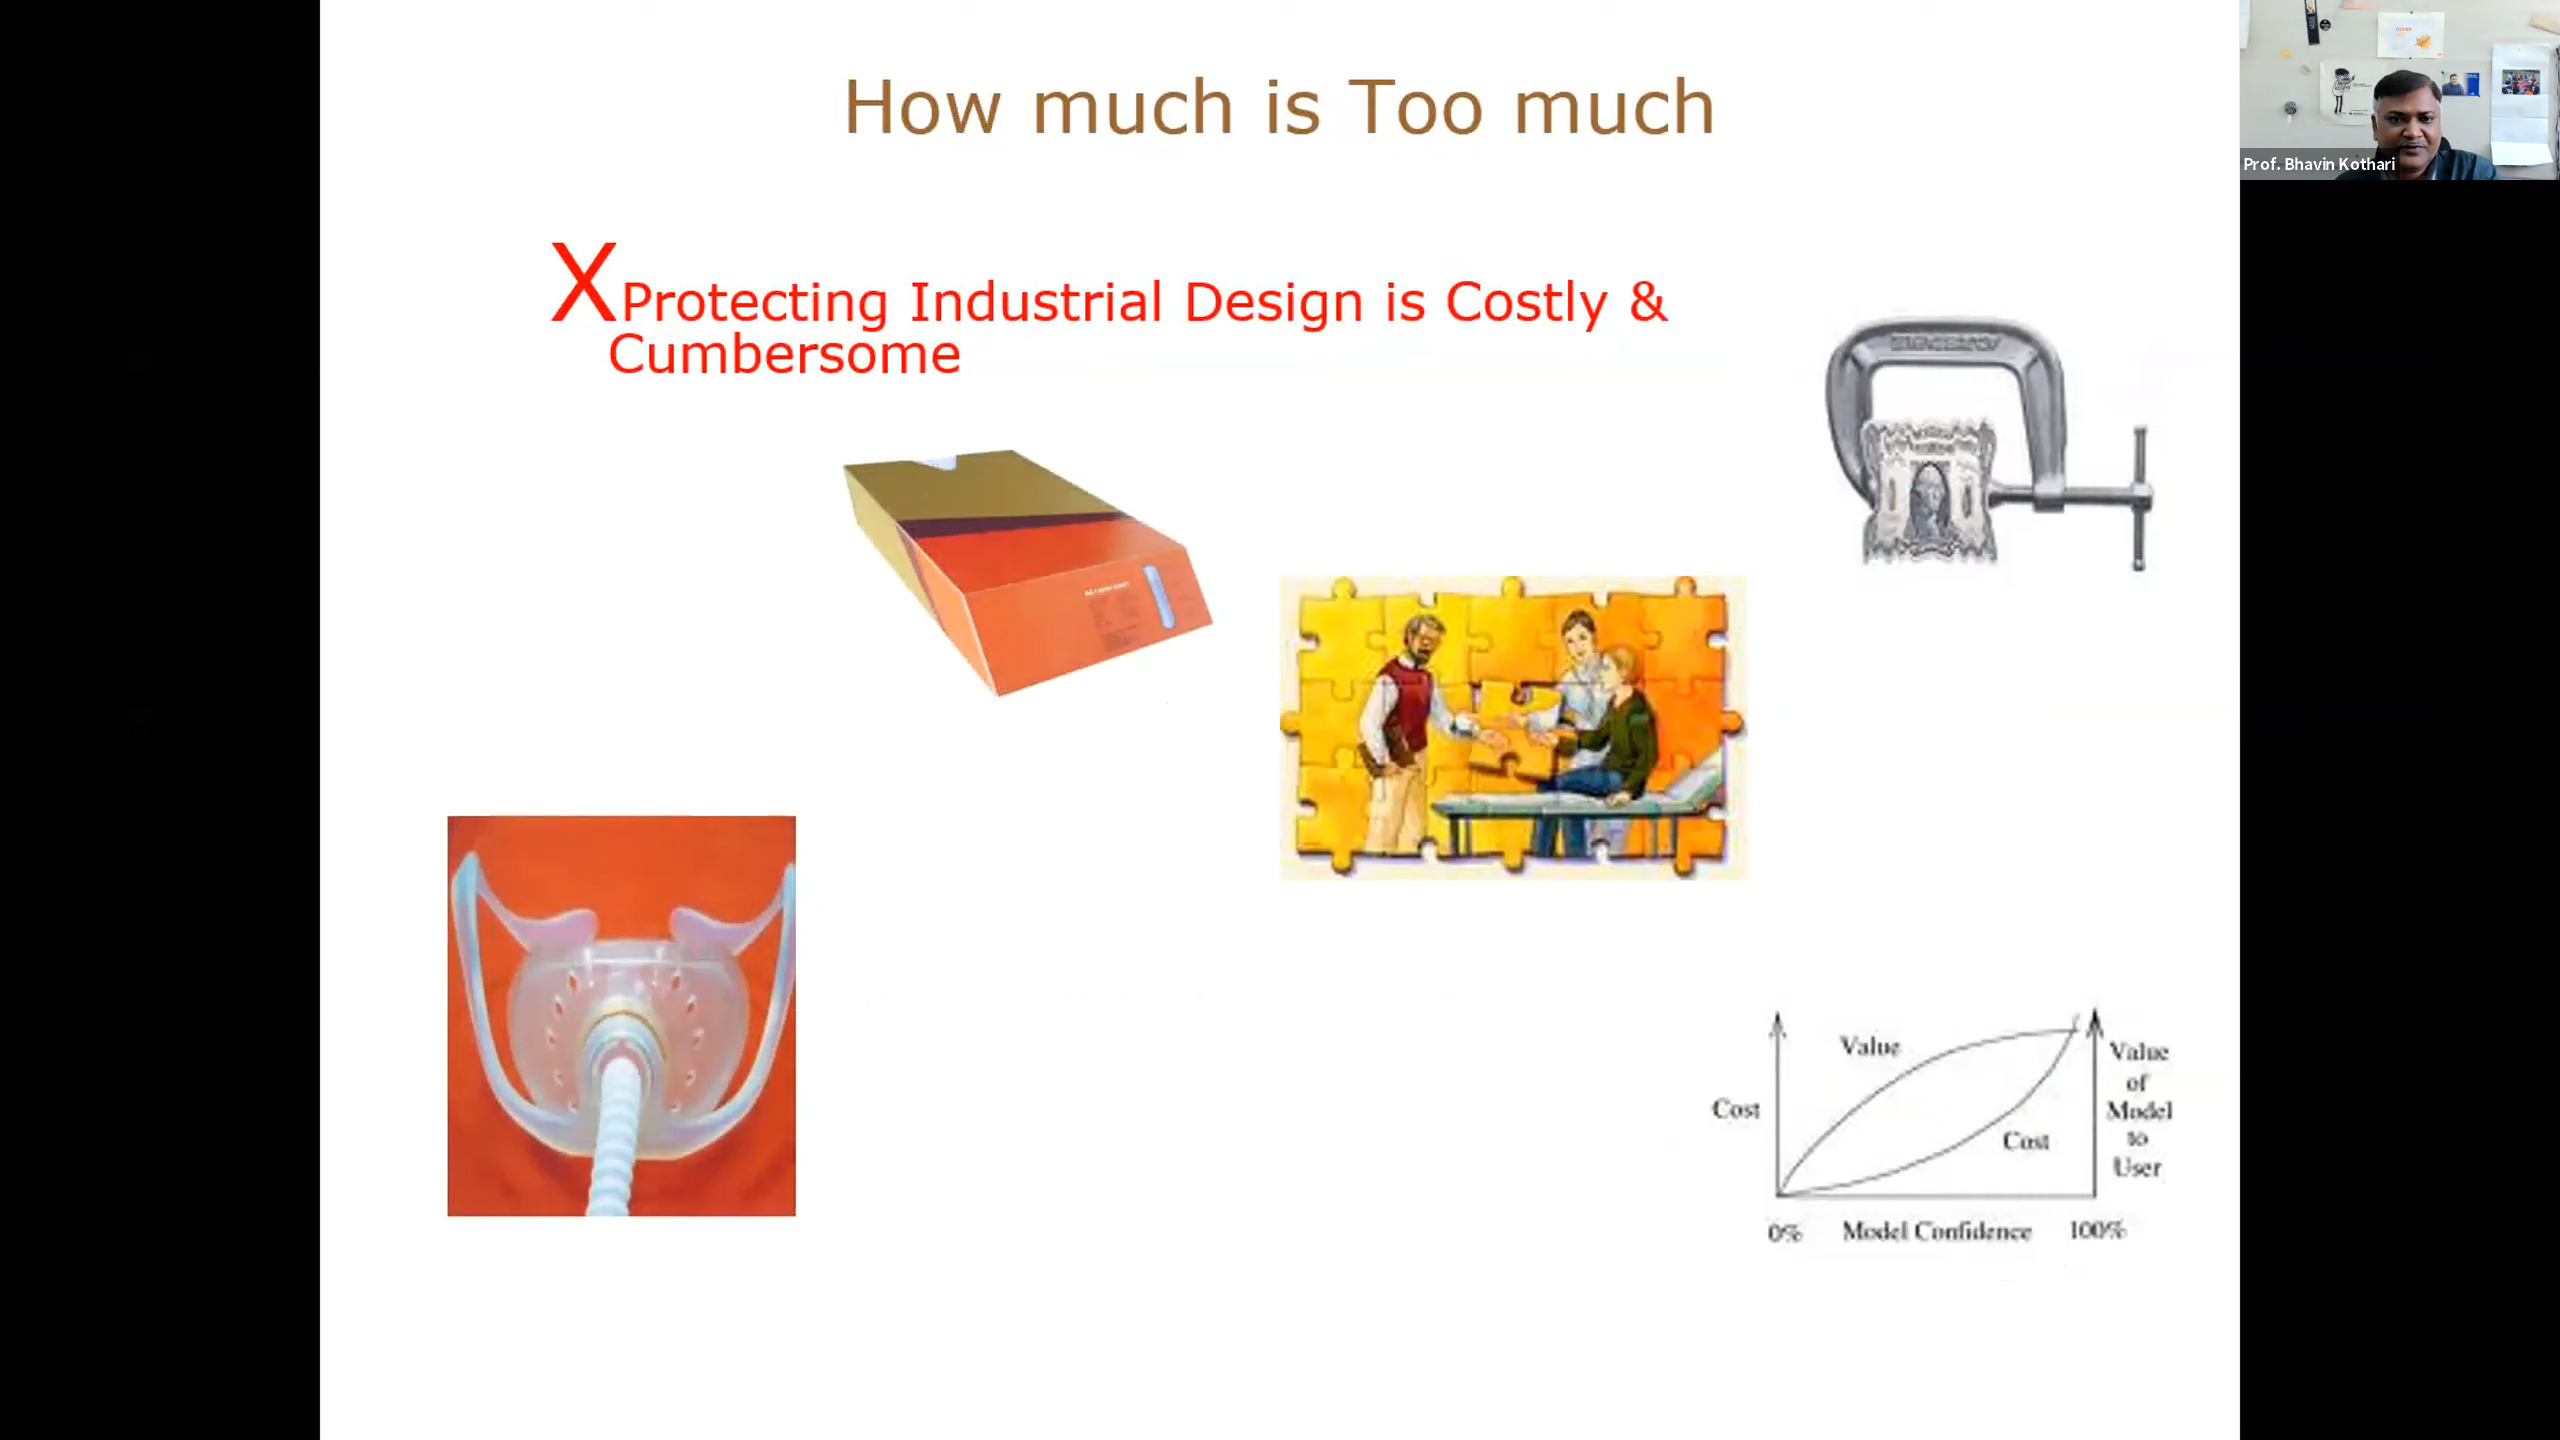 How much is Too much
Prof. Bhavin Kothari
X Protecting Industrial Design is Costly &
Cumbersome
Value
Cost
Cost
Value
of
Model
to
User
0% Model Confidence 100%